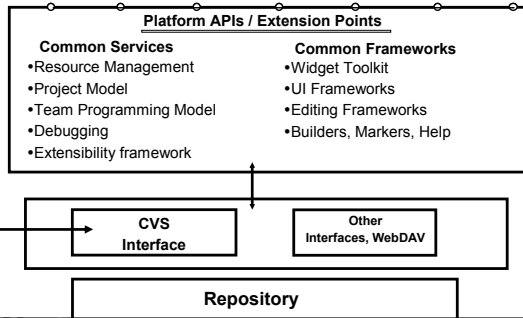 Platform APIs / Extension Points
Common Services
•Resource Management
•Project Model
•Team Programming Model
•Debugging
•Extensibility framework
Common Frameworks
•Widget Toolkit
•UI Frameworks
•Editing Frameworks
•Builders, Markers, Help
CVS
Interface
Other
Interfaces, WebDAV
Repository